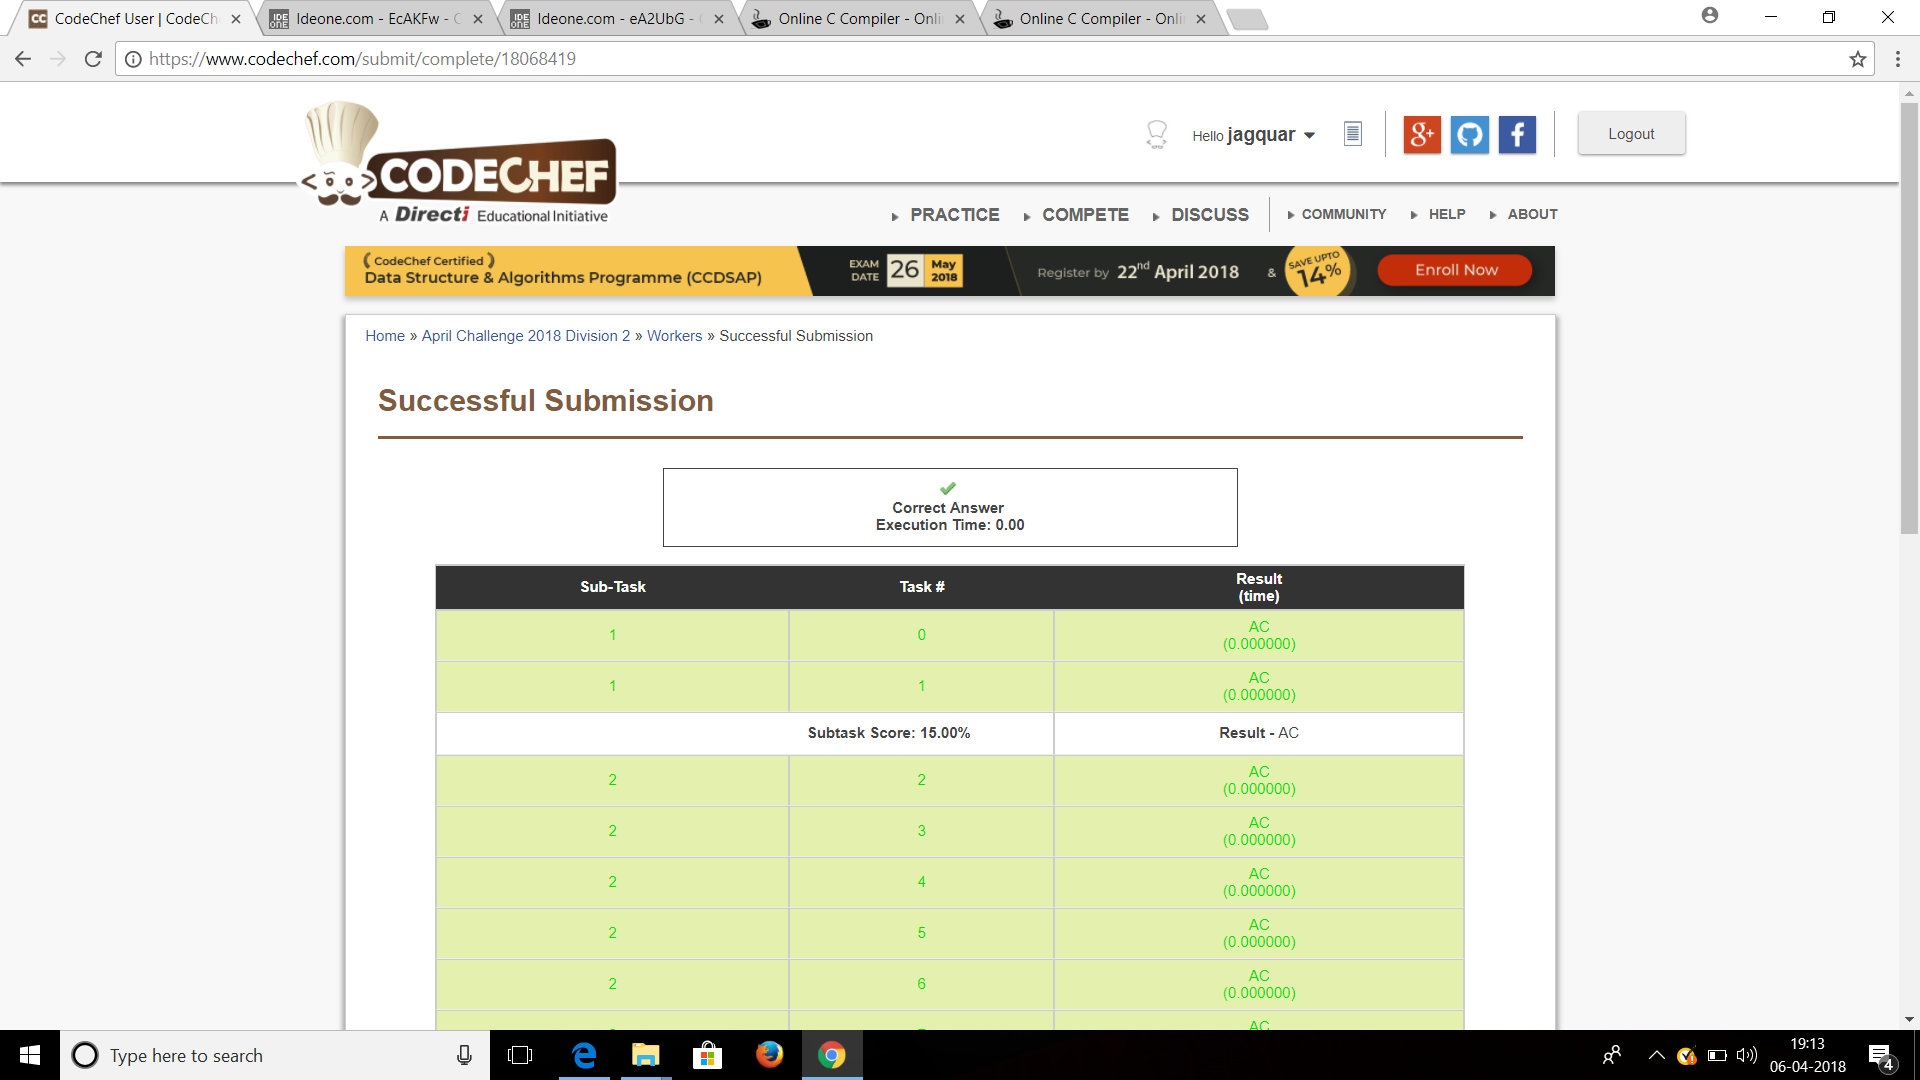 CodeChef User | CodeCh
Ideone.com - EcAKFw - C
Ideone.com - eA2UbG -
Online C Compiler - Onli
Online C Compiler - Onli
https://www.codechef.com/submit/complete/18068419
CODECHEF
A Directi Educational Initiative
Hello jagquar
g+
f
Logout
PRACTICE COMPETE DISCUSS COMMUNITY HELP ABOUT
CodeChef Certified
Data Structure & Algorithms Programme (CCDSAP)
EXAM DATE 26 May 2018
Register by 22nd April 2018 & SAVE UPTO 14%
Enroll Now
Home » April Challenge 2018 Division 2 » Workers » Successful Submission
Successful Submission
Correct Answer
Execution Time: 0.00
Sub-Task Task # Result (time)
1 0 AC (0.000000)
1 1 AC (0.000000)
Subtask Score: 15.00% Result - AC
2 2 AC (0.000000)
2 3 AC (0.000000)
2 4 AC (0.000000)
2 5 AC (0.000000)
2 6 AC (0.000000)
AC
Type here to search
19:13
06-04-2018
4